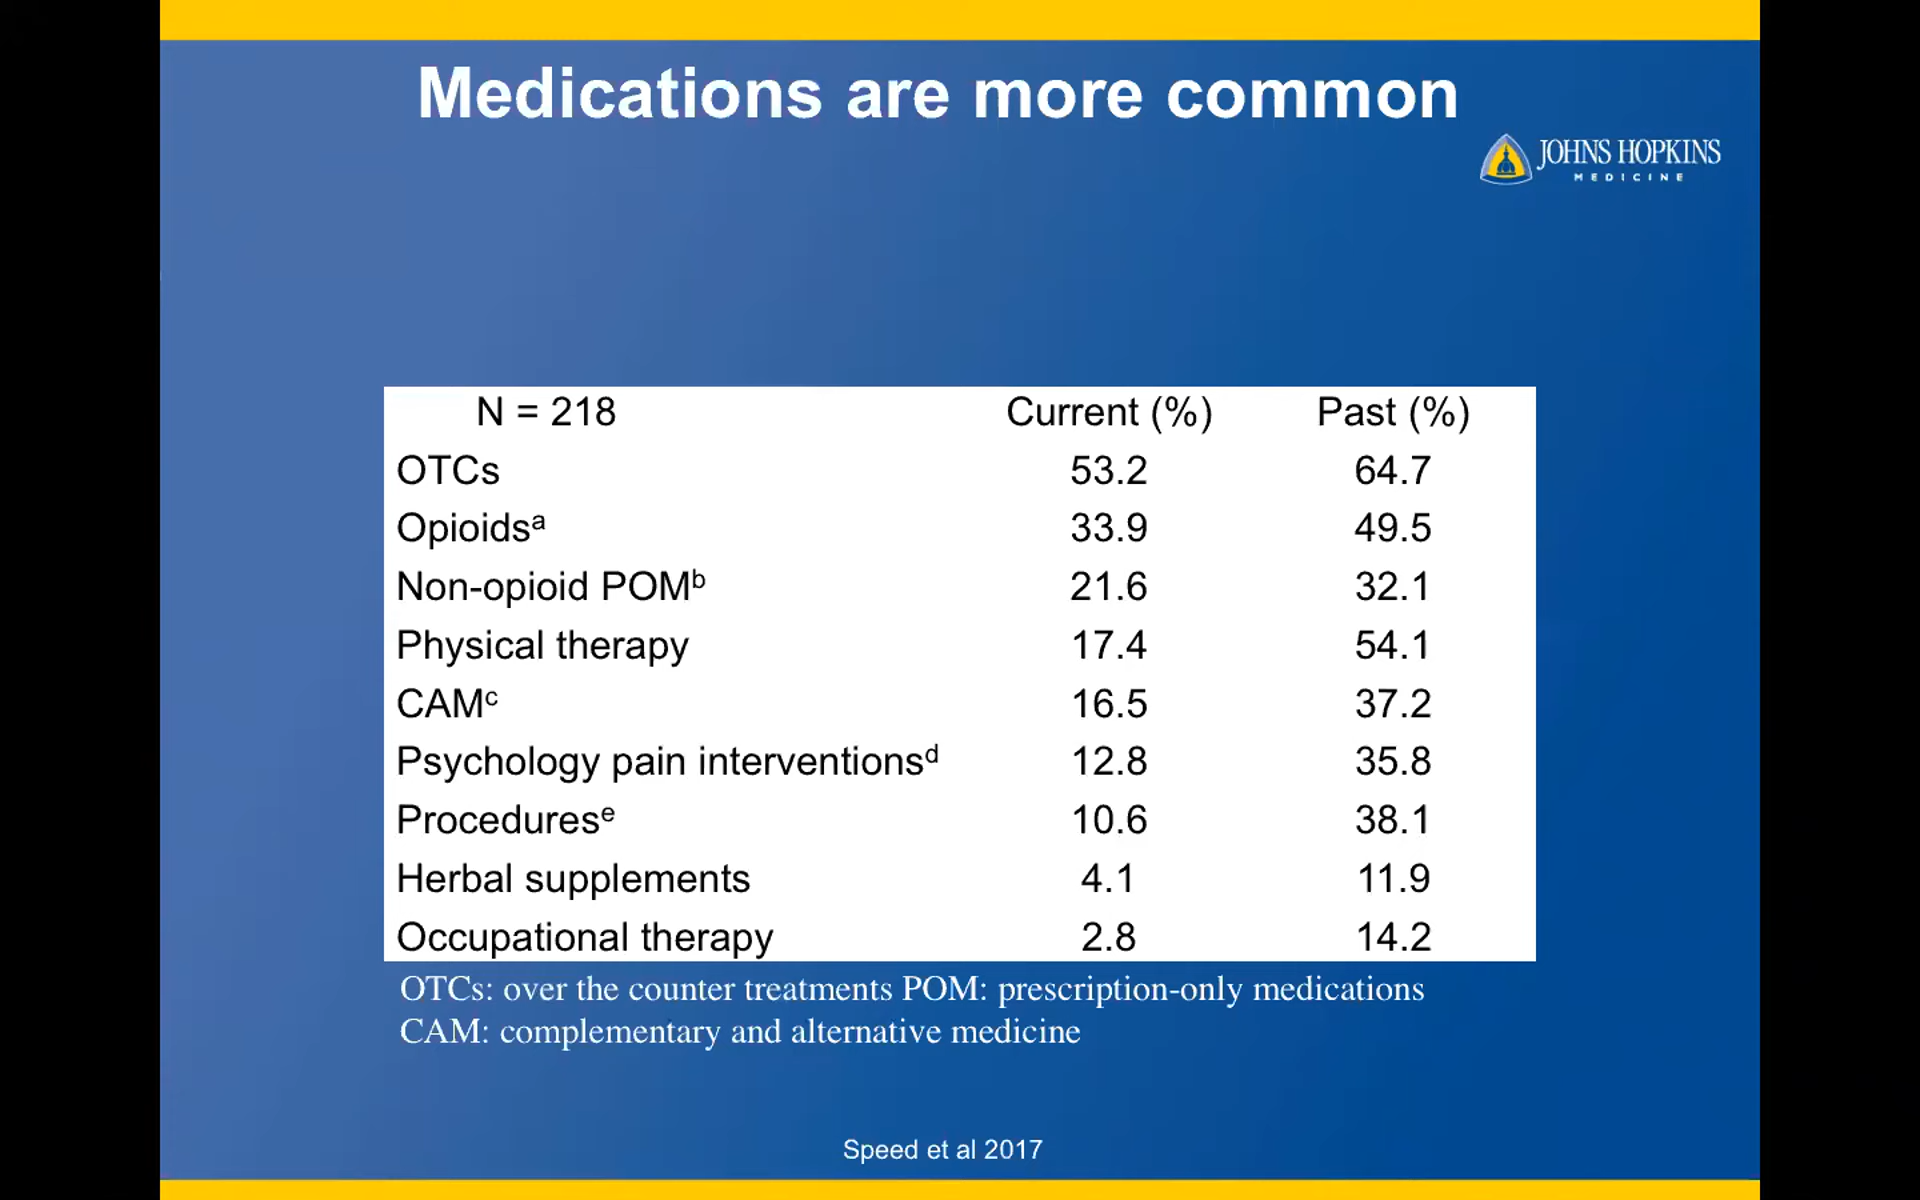 Medications are more common
JOHNS HOPKINS
MEDICINE
N = 218 Current (%) Past (%)
OTCs 53.2 64.7
Opioidsᵃ 33.9 49.5
Non-opioid POMᵇ 21.6 32.1
Physical therapy 17.4 54.1
CAMᶜ 16.5 37.2
Psychology pain interventionsᵈ 12.8 35.8
Proceduresᵉ 10.6 38.1
Herbal supplements 4.1 11.9
Occupational therapy 2.8 14.2
OTCs: over the counter treatments POM: prescription-only medications
CAM: complementary and alternative medicine
Speed et al 2017